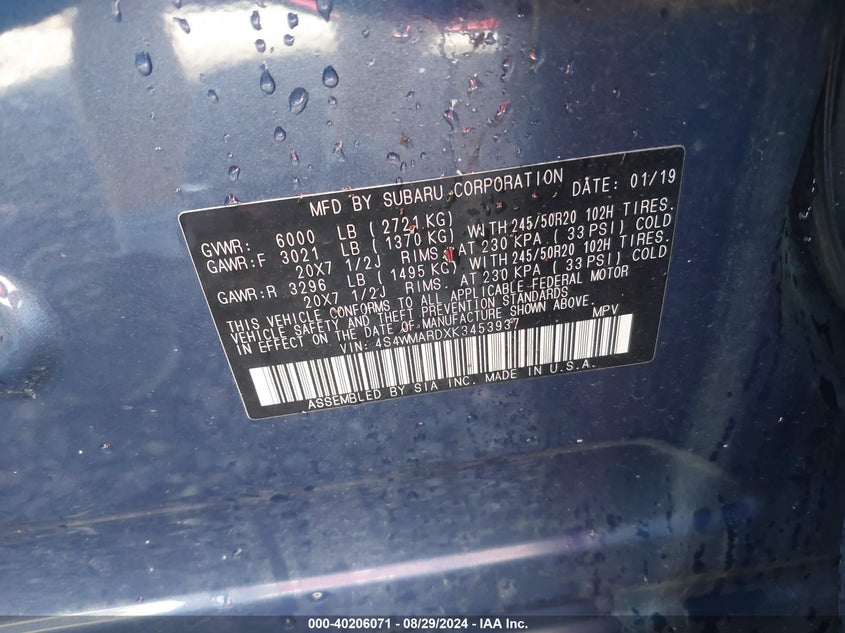 MFD BY SUBARU CORPORATION DATE: 01/19
GVWR: 6000 LB (2721 KG)
GAWR:F 3021 LB (1370 KG) WITH 245/50R20 102H TIRES.
20X7 1/2J RIMS. AT 230 KPA (33 PSI) COLD
GAWR:R 3296 LB (1495 KG) WITH 245/50R20 102H TIRES.
20X7 1/2J RIMS. AT 230 KPA (33 PSI) COLD
THIS VEHICLE CONFORMS TO ALL APPLICABLE FEDERAL MOTOR
VEHICLE SAFETY AND THEFT PREVENTION STANDARDS
IN EFFECT ON THE DATE OF MANUFACTURE SHOWN ABOVE.
VIN: 4S4WMARDXK3453937 MPV
ASSEMBLED BY SIA INC. MADE IN U.S.A.
000-40206071 - 08/29/2024 - IAA Inc.